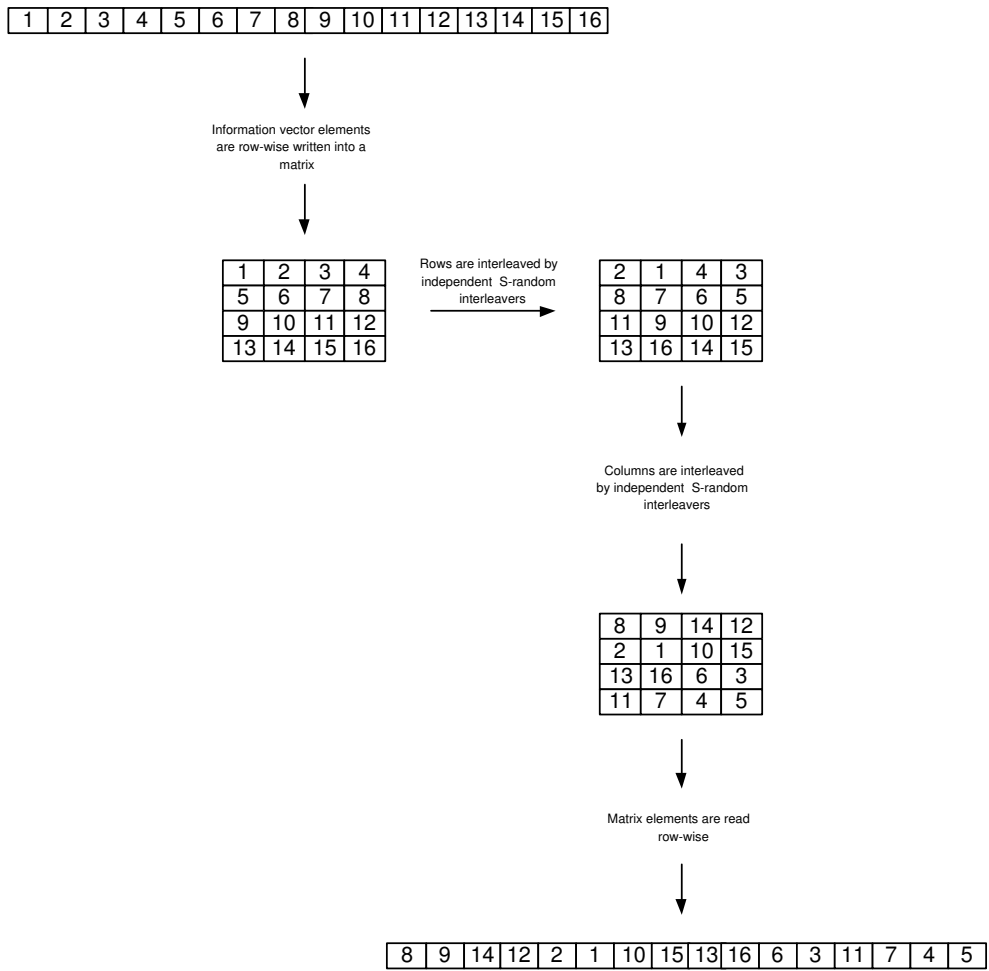 1 2 3 4 5 6 7 8 9 10 11 12 13 14 15 16
Information vector elements
are row-wise written into a
matrix
1 2 3 4
5 6 7 8
9 10 11 12
13 14 15 16
Rows are interleaved by
independent S-random
interleavers
2 1 4 3
8 7 6 5
11 9 10 12
13 16 14 15
Columns are interleaved
by independent S-random
interleavers
8 9 14 12
2 1 10 15
13 16 6 3
11 7 4 5
Matrix elements are read
row-wise
8 9 14 12 2 1 10 15 13 16 6 3 11 7 4 5